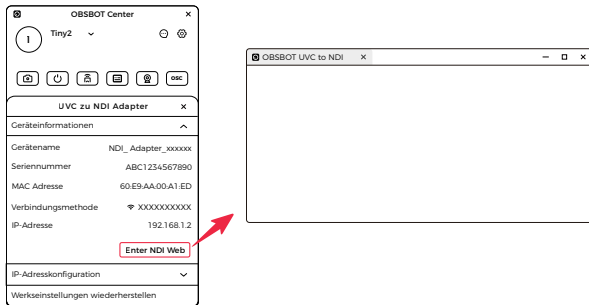 OBSBOT Center
1 Tiny2
OSC
UVC zu NDI Adapter
Geräteinformationen
Gerätename NDI_ Adapter_xxxxxx
Seriennummer ABC1234567890
MAC Adresse 60:E9:AA:00:A1:ED
Verbindungsmethode XXXXXXXXXX
IP-Adresse 192.168.1.2
Enter NDI Web
IP-Adresskonfiguration
Werkseinstellungen wiederherstellen
OBSBOT UVC to NDI